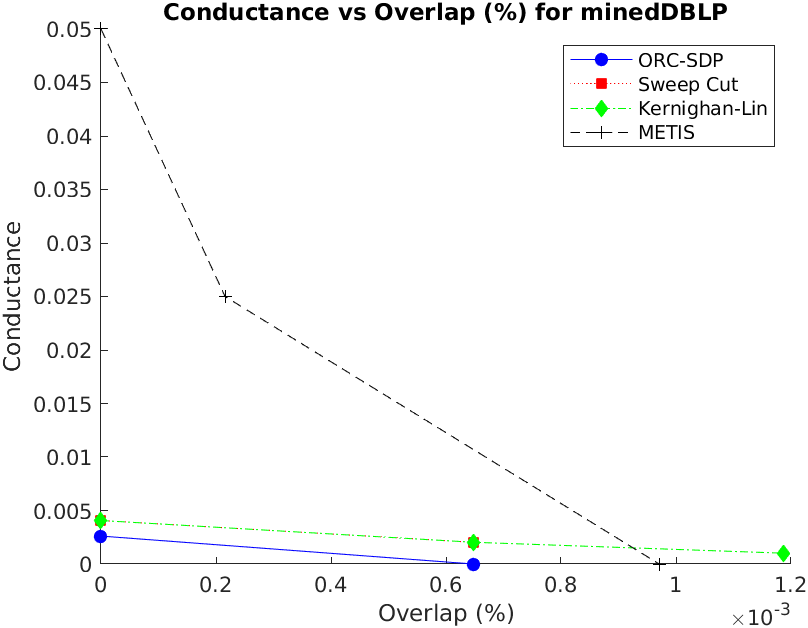 Conductance vs Overlap (%) for minedDBLP
ORC-SDP
Sweep Cut
Kernighan-Lin
METIS
Conductance
0.05
0.045
0.04
0.035
0.03
0.025
0.02
0.015
0.01
0.005
0
0 0.2 0.4 0.6 0.8 1 1.2
Overlap (%)
×10⁻³